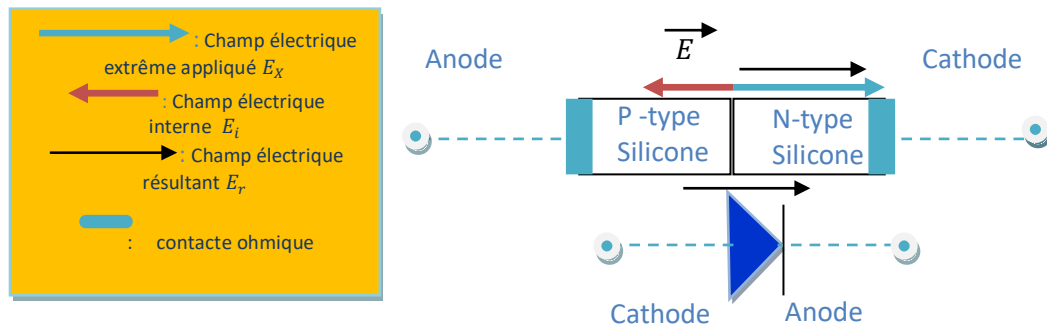 : Champ électrique
extrême appliqué E_X
: Champ électrique
interne E_i
: Champ électrique
résultant E_r
: contacte ohmique
E
Anode
Cathode
P -type
Silicone
N-type
Silicone
Cathode
Anode